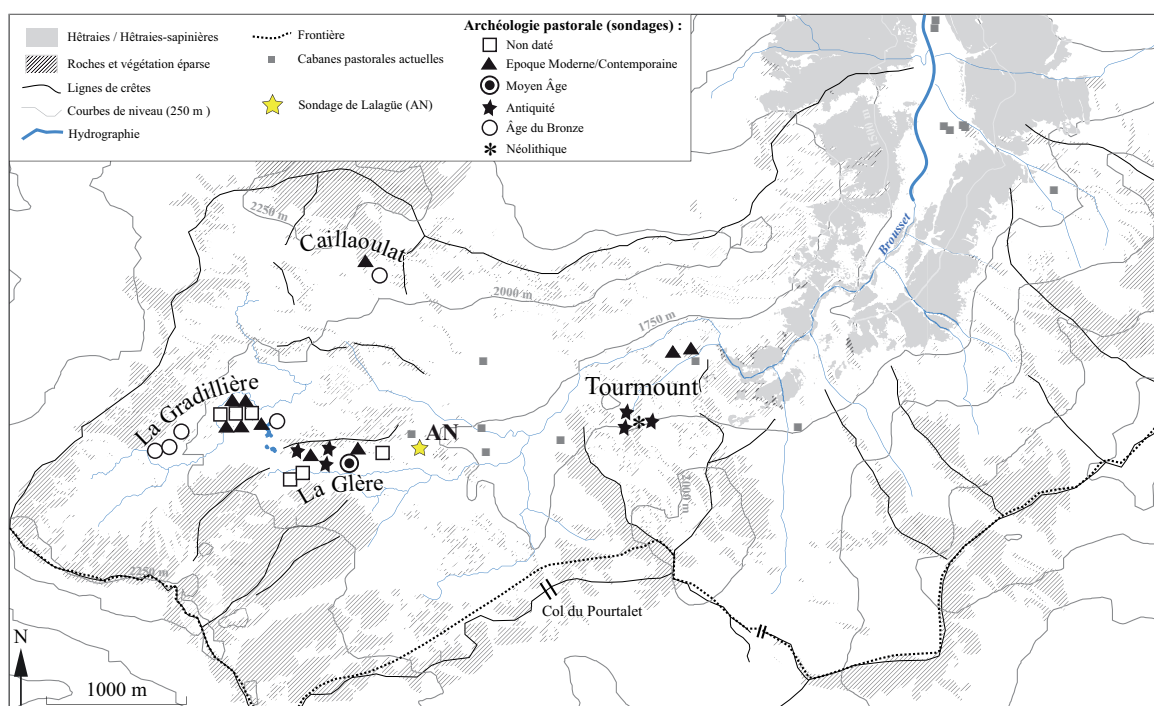 Hêtraies / Hêtraies-sapinières
Roches et végétation éparse
Lignes de crêtes
Courbes de niveau (250 m )
Hydrographie
Frontière
Cabanes pastorales actuelles
Sondage de Lalagüe (AN)
Archéologie pastorale (sondages) :
Non daté
Epoque Moderne/Contemporaine
Moyen Âge
Antiquité
Âge du Bronze
Néolithique
2250 m
Caillaoulat
2000 m
Brousset
1750 m
La Gradillière
Tourmount
AN
La Glère
2000 m
2250 m
Col du Pourtalet
N
1000 m